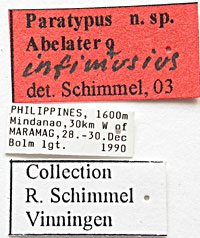 Paratypus n. sp.
Abelater ♀
infimusius
det. Schimmel, 03
PHILIPPINES, 1600m
Mindanao,30km W of
MARAMAG,28.-30.Dec
Bolm lgt. 1990
Collection
R. Schimmel
Vinningen